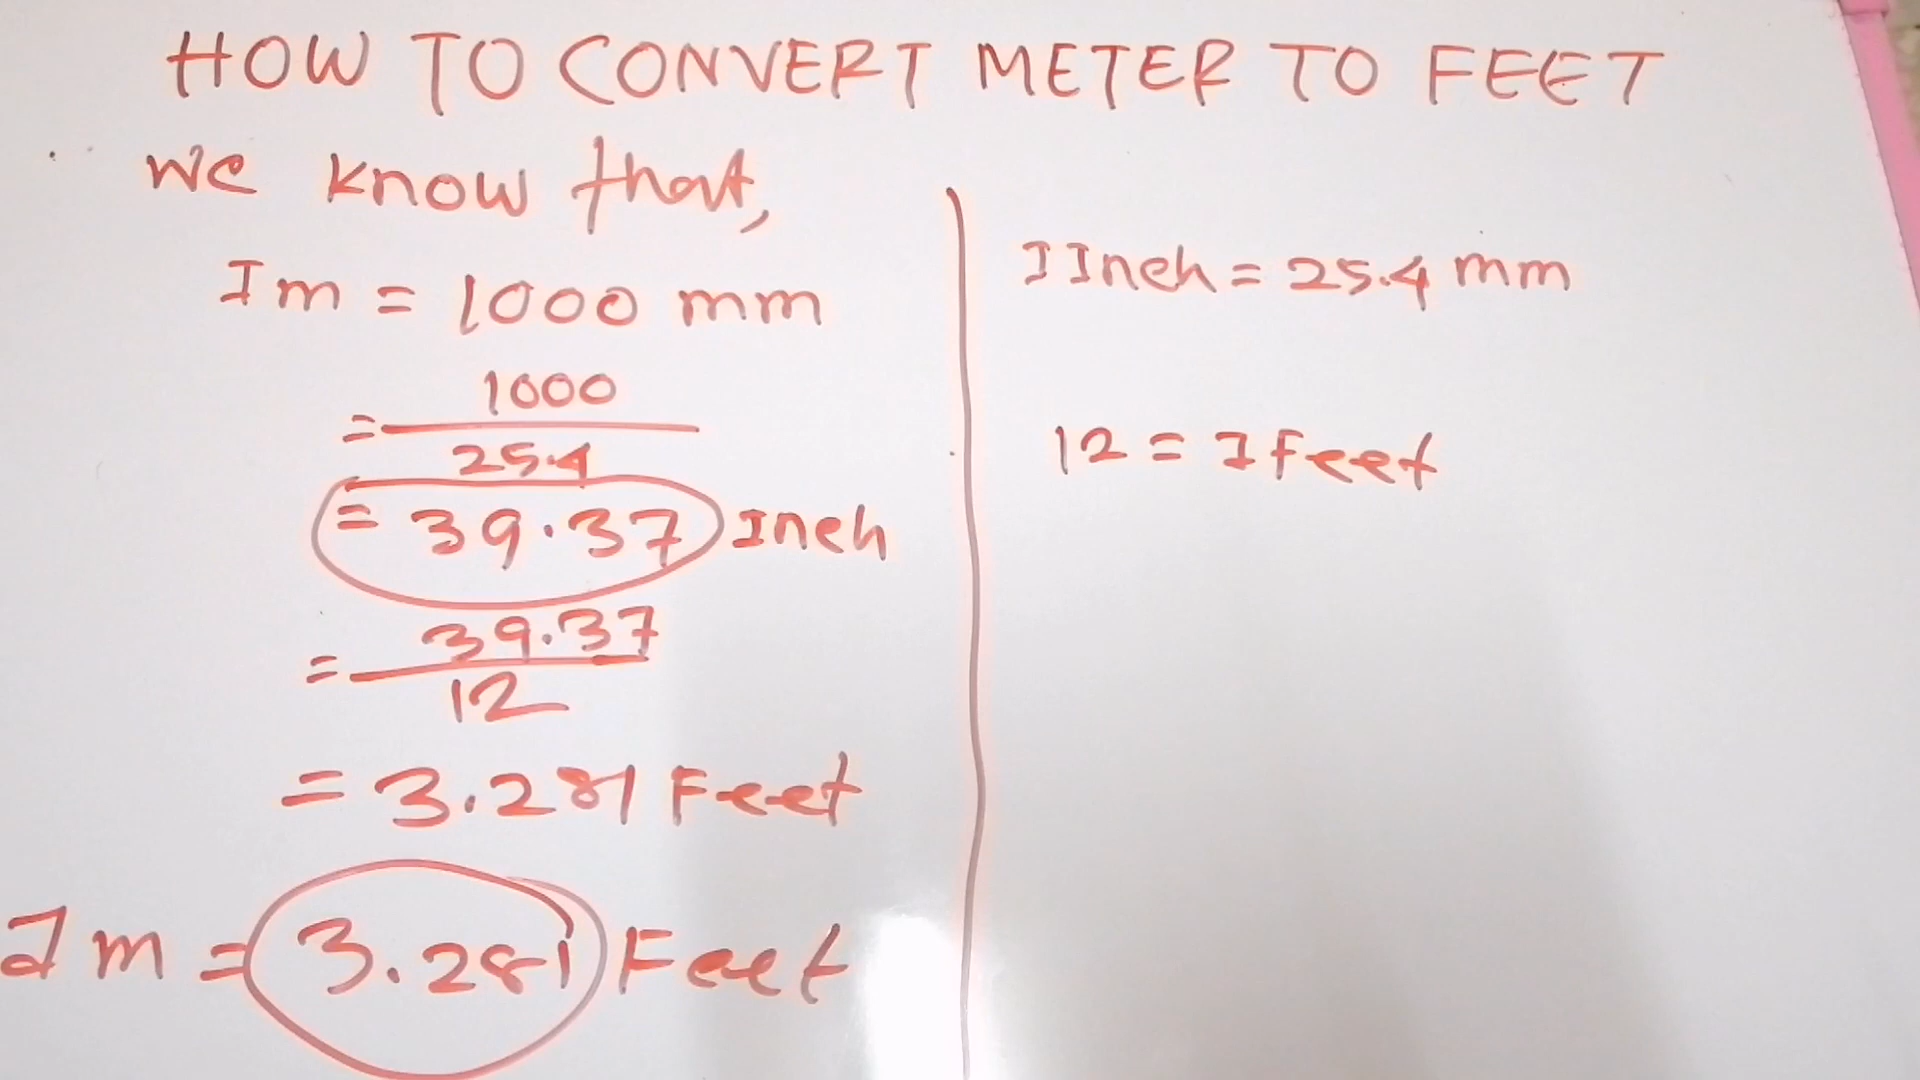 HOW TO CONVERT METER TO FEET
We know that,
1m = 1000 mm
= 1000
25.4
= 39.37 Inch
= 39.37
12
= 3.281 Feet
1m = 3.281 Feet
1 Inch = 25.4 mm
12 = 1 Feet